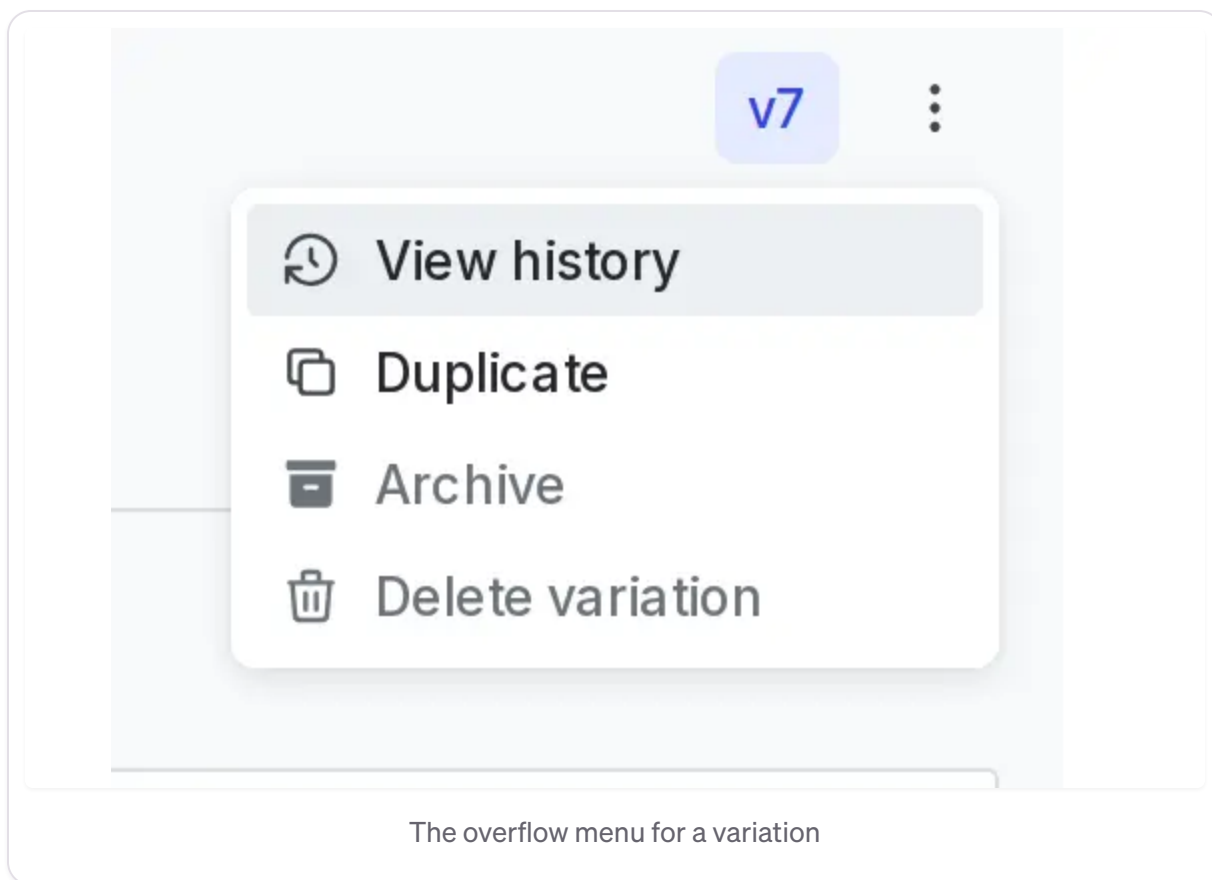 v7
View history
Duplicate
Archive
Delete variation
The overflow menu for a variation